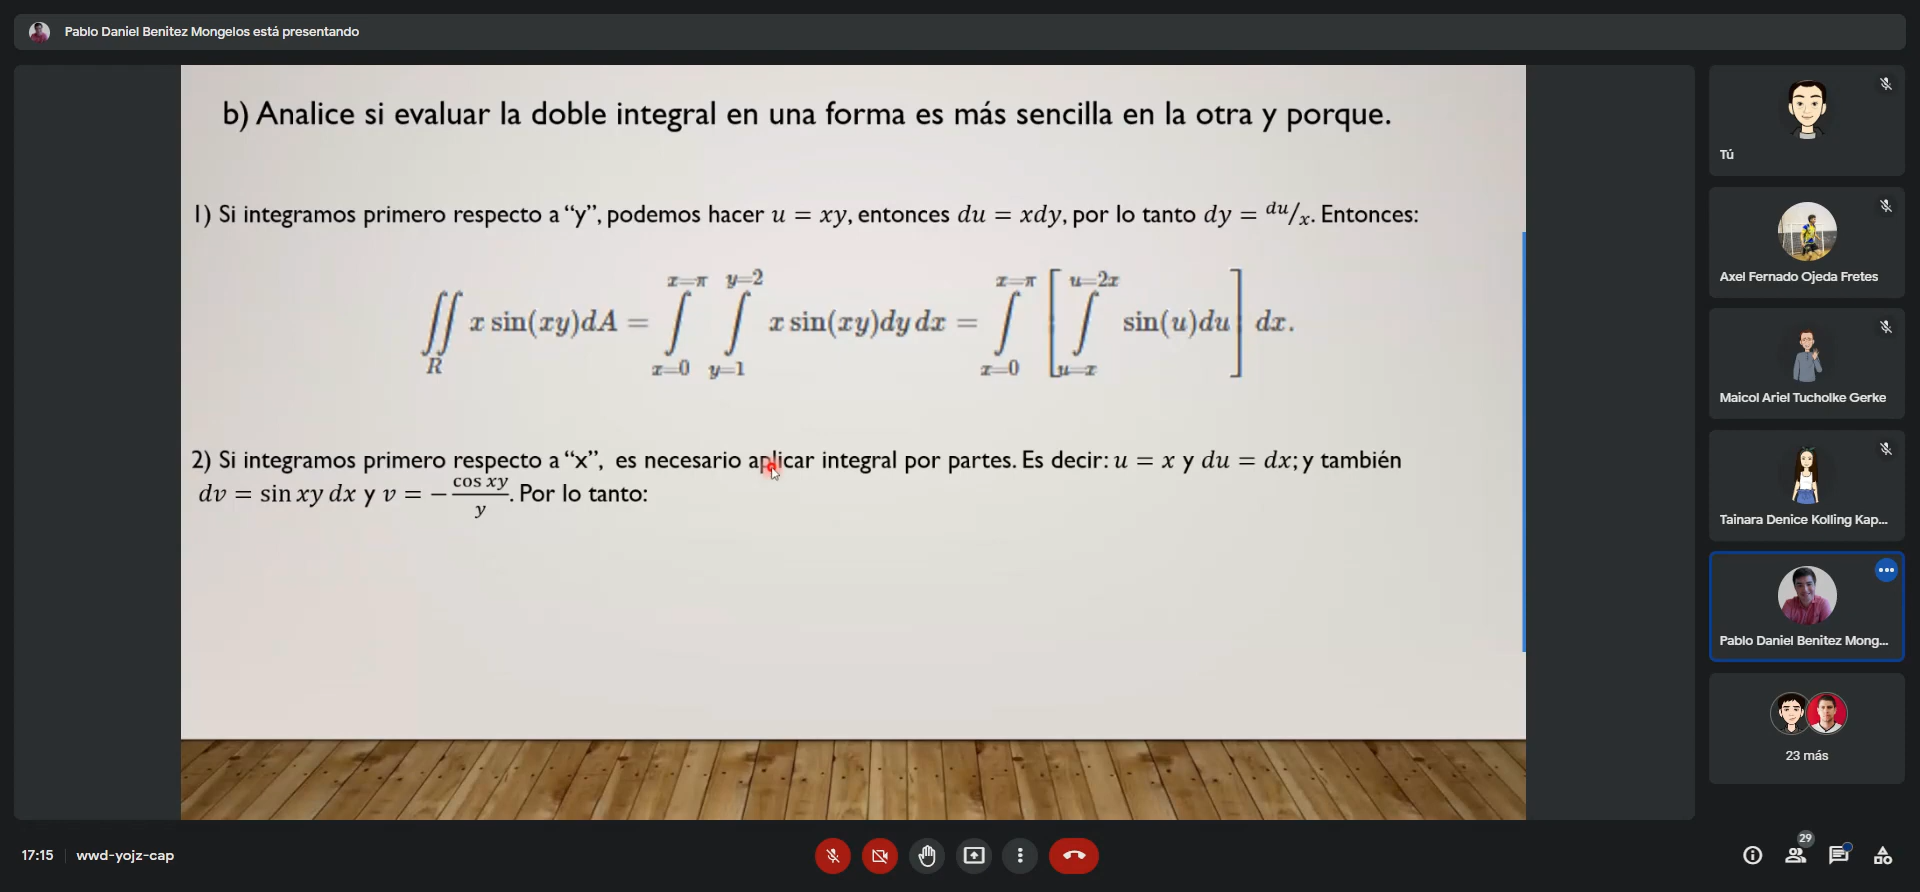 Pablo Daniel Benitez Mongelos está presentando
b) Analice si evaluar la doble integral en una forma es más sencilla en la otra y porque.
1) Si integramos primero respecto a “y”, podemos hacer u = xy, entonces du = xdy, por lo tanto dy = du/x. Entonces:
∬_R x sin(xy)dA = ∫_{x=0}^{x=π} ∫_{y=1}^{y=2} x sin(xy)dy dx = ∫_{x=0}^{x=π} [∫_{u=x}^{u=2x} sin(u)du] dx.
2) Si integramos primero respecto a “x”, es necesario aplicar integral por partes. Es decir: u = x y du = dx; y también
dv = sin xy dx y v = − cos xy / y. Por lo tanto:
Tú
Axel Fernado Ojeda Fretes
Maicol Ariel Tucholke Gerke
Tainara Denice Kolling Kap...
Pablo Daniel Benitez Mong...
23 más
17:15 | wwd-yojz-cap
29